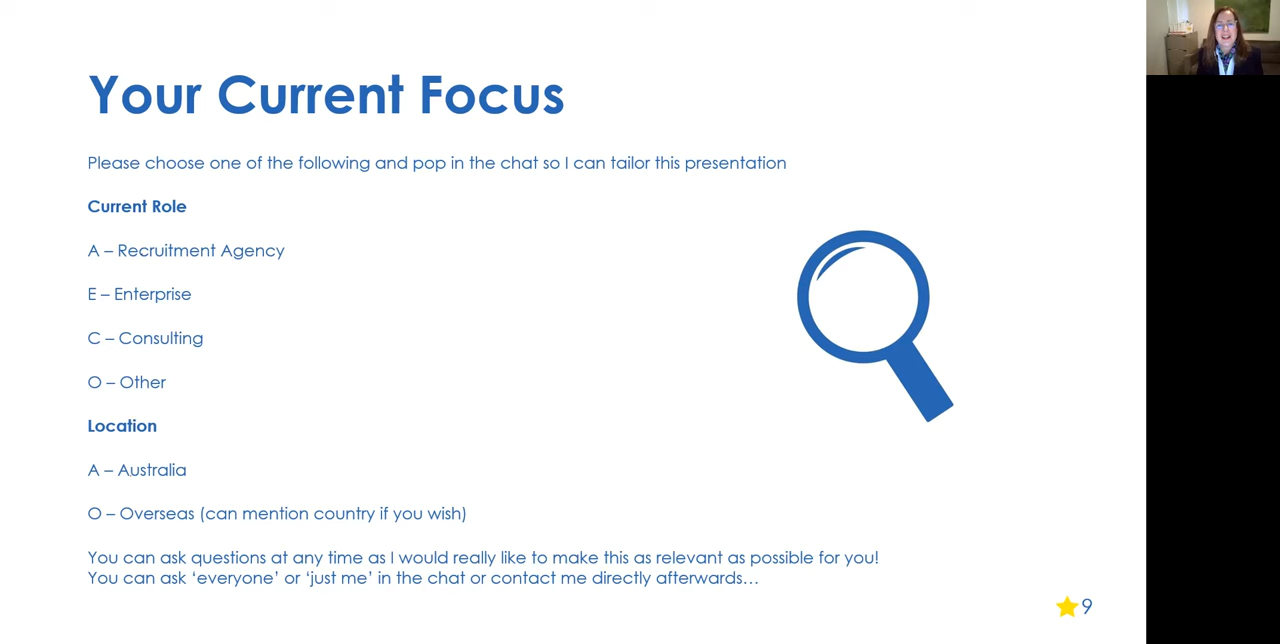 Your Current Focus
Please choose one of the following and pop in the chat so I can tailor this presentation
Current Role
A – Recruitment Agency
E – Enterprise
C – Consulting
O – Other
Location
A – Australia
O – Overseas (can mention country if you wish)
You can ask questions at any time as I would really like to make this as relevant as possible for you!
You can ask ‘everyone’ or ‘just me’ in the chat or contact me directly afterwards…
9